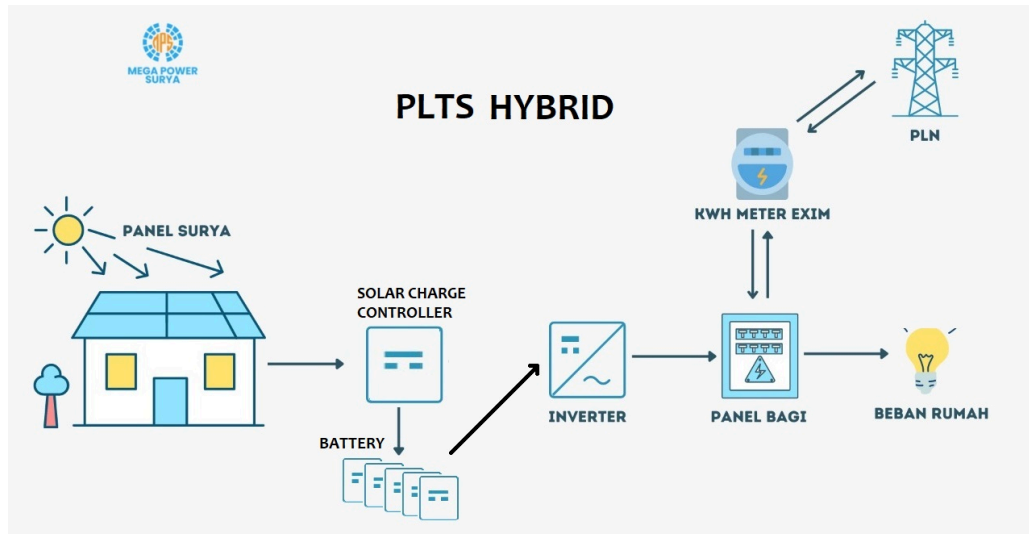 MPS
MEGA POWER
SURYA
PLTS HYBRID
PLN
KWH METER EXIM
PANEL SURYA
SOLAR CHARGE
CONTROLLER
BATTERY
INVERTER
PANEL BAGI
BEBAN RUMAH